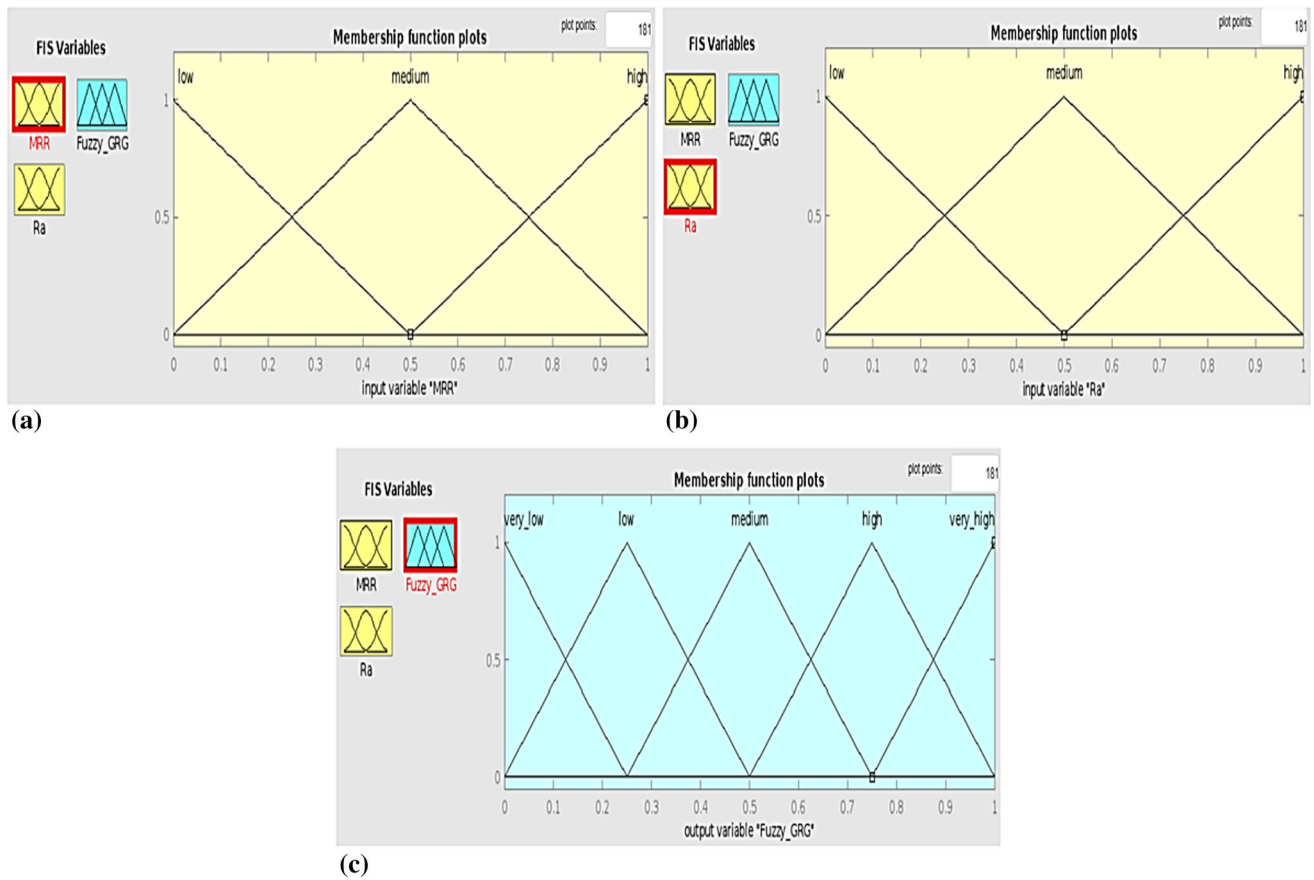 plot points: 181
FIS Variables
Membership function plots
low medium high
1
0.5
0
MRR Fuzzy_GRG
Ra
0 0.1 0.2 0.3 0.4 0.5 0.6 0.7 0.8 0.9 1
input variable "MRR"
(a)
plot points: 181
FIS Variables
Membership function plots
low medium high
1
0.5
0
MRR Fuzzy_GRG
Ra
0 0.1 0.2 0.3 0.4 0.5 0.6 0.7 0.8 0.9 1
input variable "Ra"
(b)
plot points: 181
FIS Variables
Membership function plots
very_low low medium high very_high
1
0.5
0
MRR Fuzzy_GRG
Ra
0 0.1 0.2 0.3 0.4 0.5 0.6 0.7 0.8 0.9 1
output variable "Fuzzy_GRG"
(c)